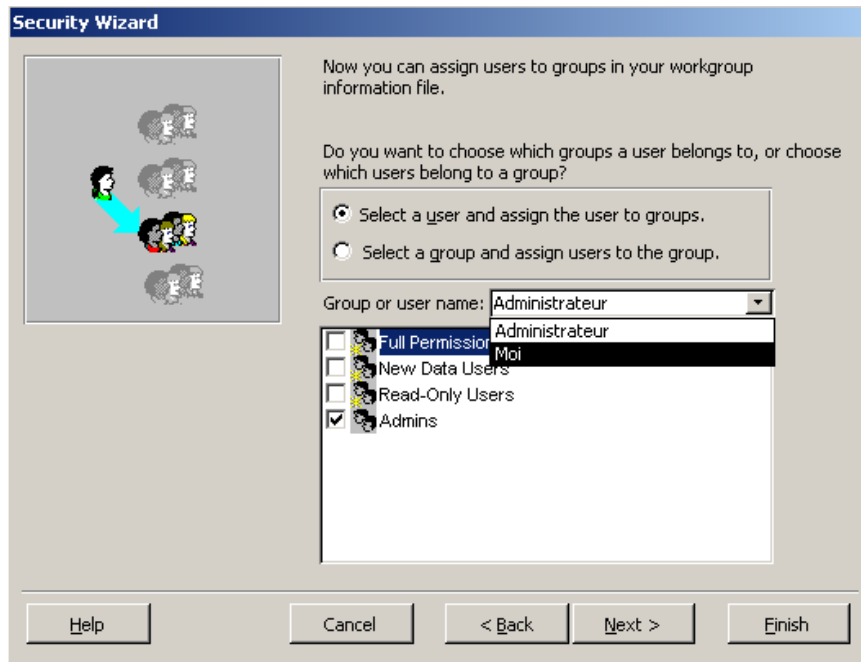 Security Wizard
Now you can assign users to groups in your workgroup
information file.
Do you want to choose which groups a user belongs to, or choose
which users belong to a group?
Select a user and assign the user to groups.
Select a group and assign users to the group.
Group or user name: Administrateur
Administrateur
Moi
Full Permission
New Data Users
Read-Only Users
Admins
Help
Cancel
< Back
Next >
Finish